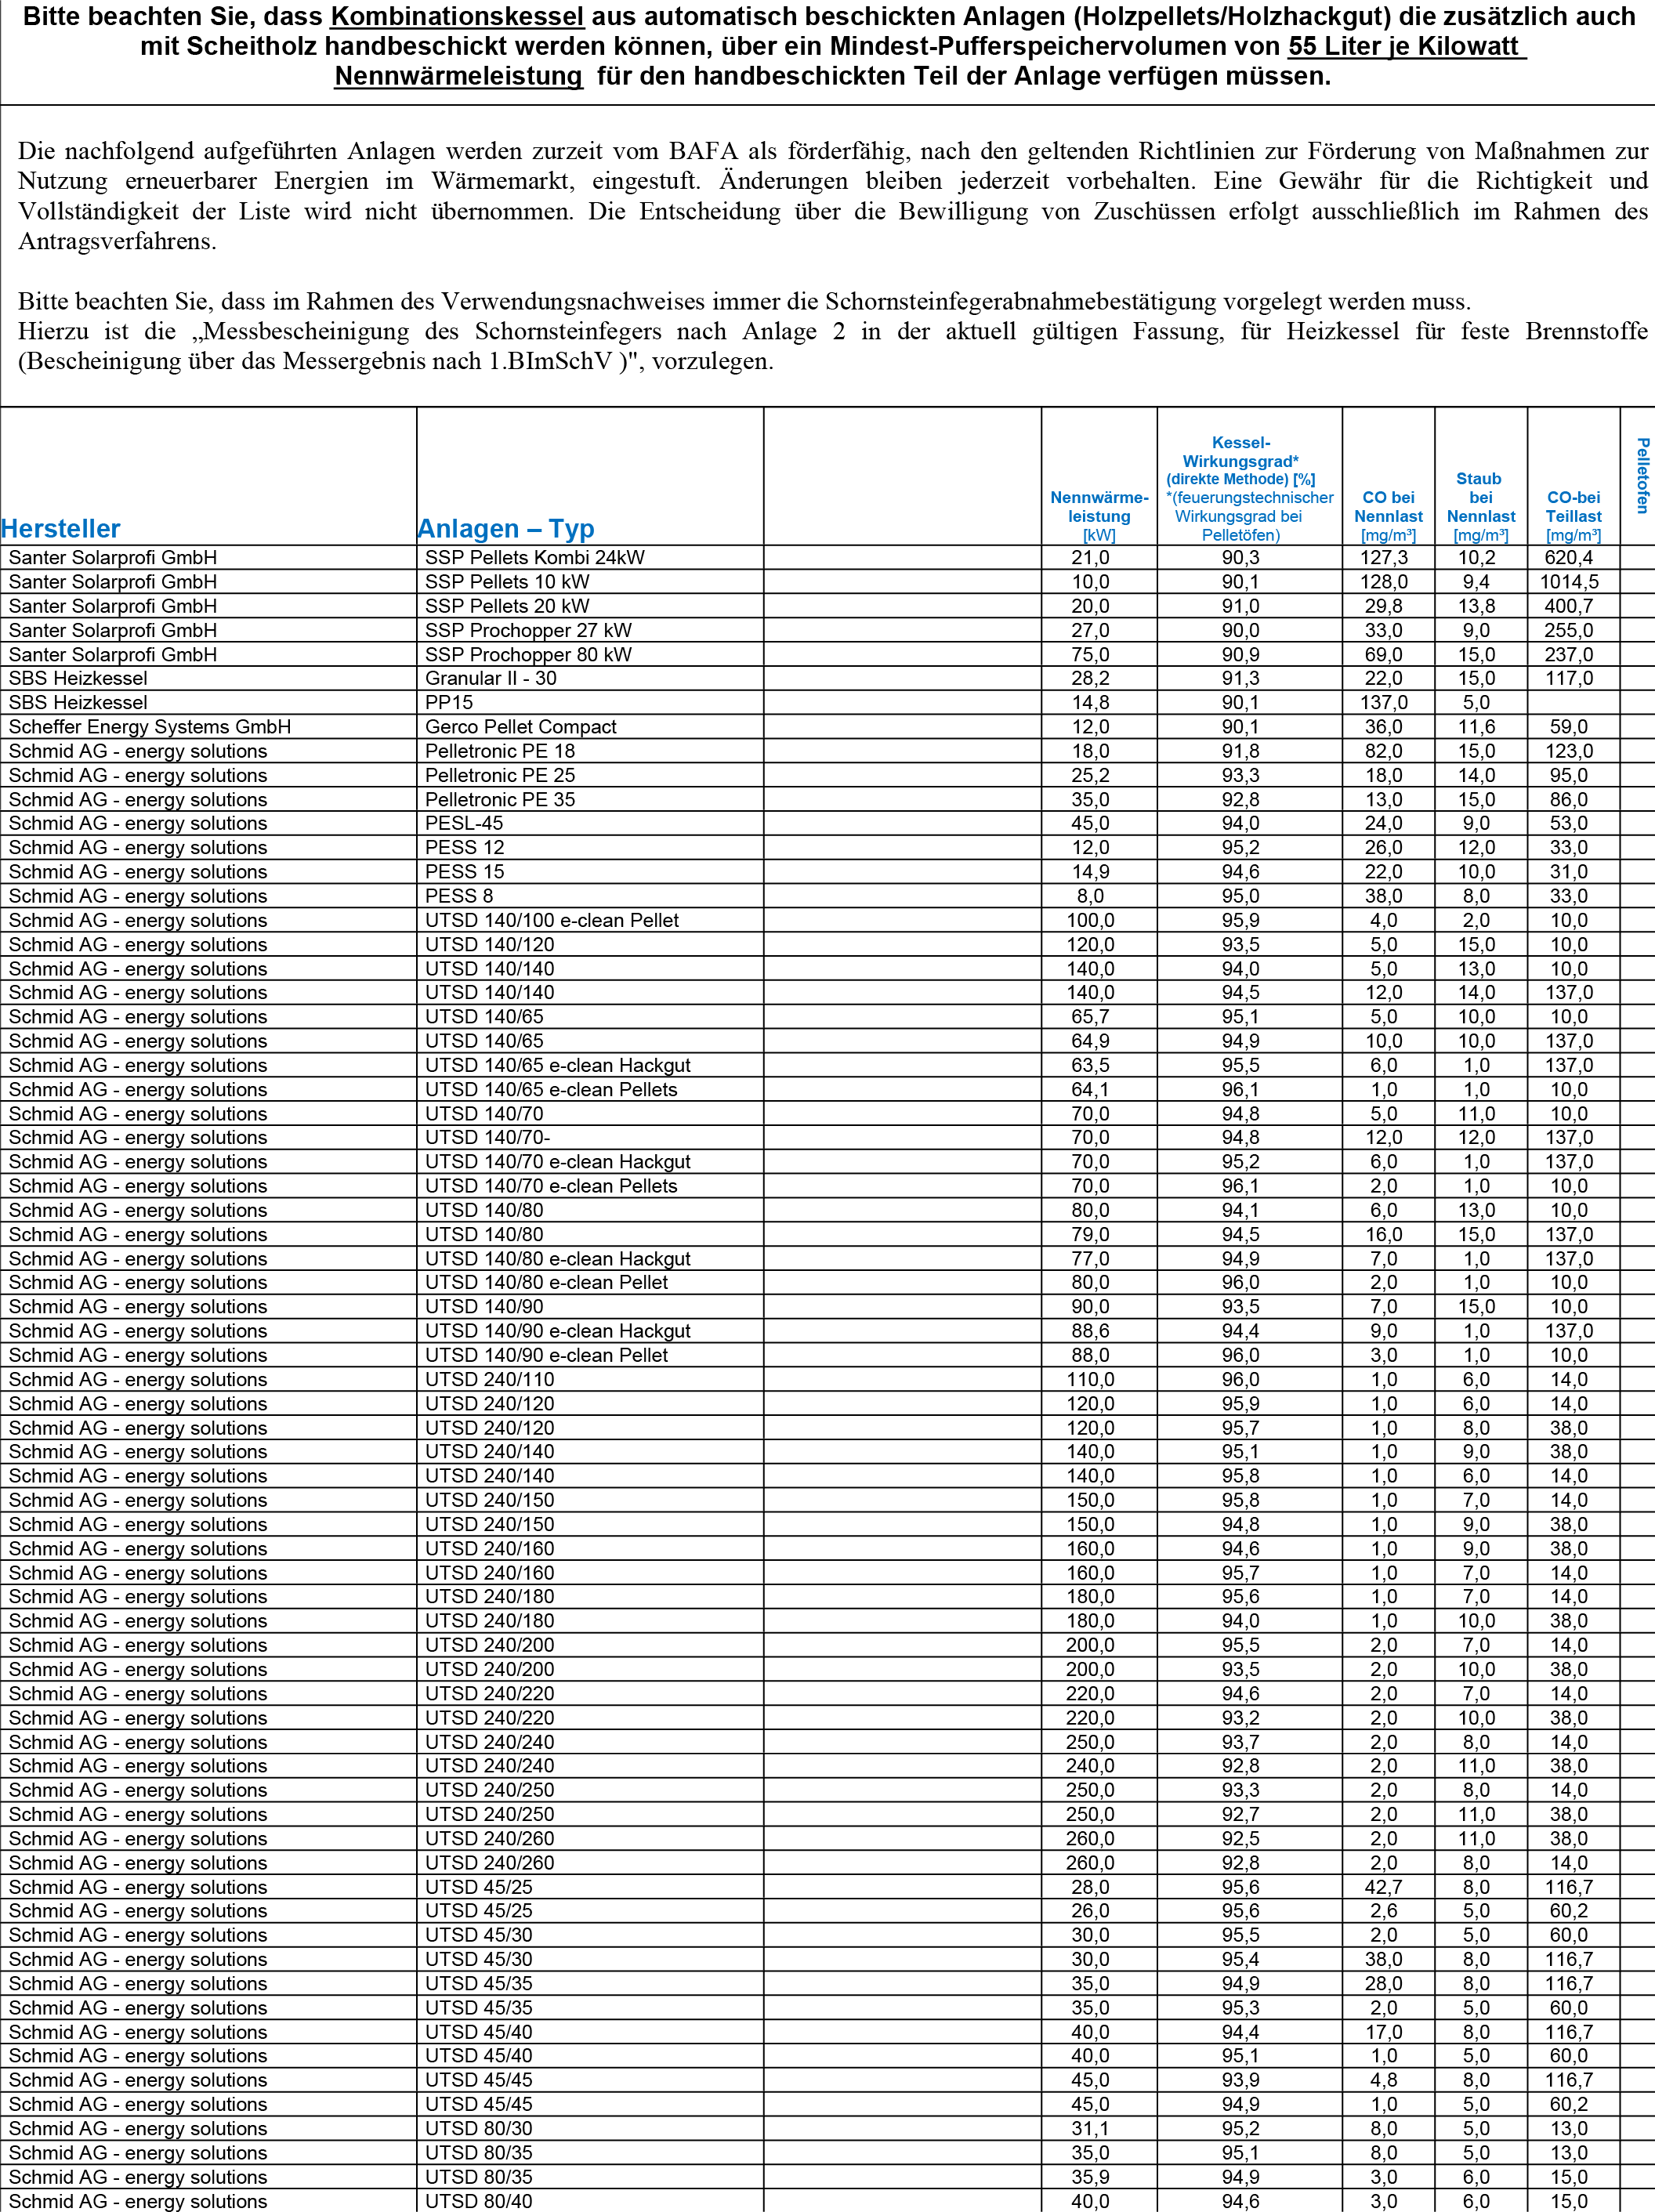 Bitte beachten Sie, dass Kombinationskessel aus automatisch beschickten Anlagen (Holzpellets/Holzhackgut) die zusätzlich auch
mit Scheitholz handbeschickt werden können, über ein Mindest-Pufferspeichervolumen von 55 Liter je Kilowatt
Nennwärmeleistung für den handbeschickten Teil der Anlage verfügen müssen.
Die nachfolgend aufgeführten Anlagen werden zurzeit vom BAFA als förderfähig, nach den geltenden Richtlinien zur Förderung von Maßnahmen zur
Nutzung erneuerbarer Energien im Wärmemarkt, eingestuft. Änderungen bleiben jederzeit vorbehalten. Eine Gewähr für die Richtigkeit und
Vollständigkeit der Liste wird nicht übernommen. Die Entscheidung über die Bewilligung von Zuschüssen erfolgt ausschließlich im Rahmen des
Antragsverfahrens.
Bitte beachten Sie, dass im Rahmen des Verwendungsnachweises immer die Schornsteinfegerabnahmebestätigung vorgelegt werden muss.
Hierzu ist die „Messbescheinigung des Schornsteinfegers nach Anlage 2 in der aktuell gültigen Fassung, für Heizkessel für feste Brennstoffe
(Bescheinigung über das Messergebnis nach 1.BImSchV )", vorzulegen.
Hersteller
Anlagen – Typ
Nennwärme-
leistung
[kW]
Kessel-
Wirkungsgrad*
(direkte Methode) [%]
*(feuerungstechnischer
Wirkungsgrad bei
Pelletöfen)
CO bei
Nennlast
[mg/m³]
Staub
bei
Nennlast
[mg/m³]
CO-bei
Teillast
[mg/m³]
Pelletofen
Santer Solarprofi GmbH SSP Pellets Kombi 24kW 21,0 90,3 127,3 10,2 620,4
Santer Solarprofi GmbH SSP Pellets 10 kW 10,0 90,1 128,0 9,4 1014,5
Santer Solarprofi GmbH SSP Pellets 20 kW 20,0 91,0 29,8 13,8 400,7
Santer Solarprofi GmbH SSP Prochopper 27 kW 27,0 90,0 33,0 9,0 255,0
Santer Solarprofi GmbH SSP Prochopper 80 kW 75,0 90,9 69,0 15,0 237,0
SBS Heizkessel Granular II - 30 28,2 91,3 22,0 15,0 117,0
SBS Heizkessel PP15 14,8 90,1 137,0 5,0
Scheffer Energy Systems GmbH Gerco Pellet Compact 12,0 90,1 36,0 11,6 59,0
Schmid AG - energy solutions Pelletronic PE 18 18,0 91,8 82,0 15,0 123,0
Schmid AG - energy solutions Pelletronic PE 25 25,2 93,3 18,0 14,0 95,0
Schmid AG - energy solutions Pelletronic PE 35 35,0 92,8 13,0 15,0 86,0
Schmid AG - energy solutions PESL-45 45,0 94,0 24,0 9,0 53,0
Schmid AG - energy solutions PESS 12 12,0 95,2 26,0 12,0 33,0
Schmid AG - energy solutions PESS 15 14,9 94,6 22,0 10,0 31,0
Schmid AG - energy solutions PESS 8 8,0 95,0 38,0 8,0 33,0
Schmid AG - energy solutions UTSD 140/100 e-clean Pellet 100,0 95,9 4,0 2,0 10,0
Schmid AG - energy solutions UTSD 140/120 120,0 93,5 5,0 15,0 10,0
Schmid AG - energy solutions UTSD 140/140 140,0 94,0 5,0 13,0 10,0
Schmid AG - energy solutions UTSD 140/140 140,0 94,5 12,0 14,0 137,0
Schmid AG - energy solutions UTSD 140/65 65,7 95,1 5,0 10,0 10,0
Schmid AG - energy solutions UTSD 140/65 64,9 94,9 10,0 10,0 137,0
Schmid AG - energy solutions UTSD 140/65 e-clean Hackgut 63,5 95,5 6,0 1,0 137,0
Schmid AG - energy solutions UTSD 140/65 e-clean Pellets 64,1 96,1 1,0 1,0 10,0
Schmid AG - energy solutions UTSD 140/70 70,0 94,8 5,0 11,0 10,0
Schmid AG - energy solutions UTSD 140/70- 70,0 94,8 12,0 12,0 137,0
Schmid AG - energy solutions UTSD 140/70 e-clean Hackgut 70,0 95,2 6,0 1,0 137,0
Schmid AG - energy solutions UTSD 140/70 e-clean Pellets 70,0 96,1 2,0 1,0 10,0
Schmid AG - energy solutions UTSD 140/80 80,0 94,1 6,0 13,0 10,0
Schmid AG - energy solutions UTSD 140/80 79,0 94,5 16,0 15,0 137,0
Schmid AG - energy solutions UTSD 140/80 e-clean Hackgut 77,0 94,9 7,0 1,0 137,0
Schmid AG - energy solutions UTSD 140/80 e-clean Pellet 80,0 96,0 2,0 1,0 10,0
Schmid AG - energy solutions UTSD 140/90 90,0 93,5 7,0 15,0 10,0
Schmid AG - energy solutions UTSD 140/90 e-clean Hackgut 88,6 94,4 9,0 1,0 137,0
Schmid AG - energy solutions UTSD 140/90 e-clean Pellet 88,0 96,0 3,0 1,0 10,0
Schmid AG - energy solutions UTSD 240/110 110,0 96,0 1,0 6,0 14,0
Schmid AG - energy solutions UTSD 240/120 120,0 95,9 1,0 6,0 14,0
Schmid AG - energy solutions UTSD 240/120 120,0 95,7 1,0 8,0 38,0
Schmid AG - energy solutions UTSD 240/140 140,0 95,1 1,0 9,0 38,0
Schmid AG - energy solutions UTSD 240/140 140,0 95,8 1,0 6,0 14,0
Schmid AG - energy solutions UTSD 240/150 150,0 95,8 1,0 7,0 14,0
Schmid AG - energy solutions UTSD 240/150 150,0 94,8 1,0 9,0 38,0
Schmid AG - energy solutions UTSD 240/160 160,0 94,6 1,0 9,0 38,0
Schmid AG - energy solutions UTSD 240/160 160,0 95,7 1,0 7,0 14,0
Schmid AG - energy solutions UTSD 240/180 180,0 95,6 1,0 7,0 14,0
Schmid AG - energy solutions UTSD 240/180 180,0 94,0 1,0 10,0 38,0
Schmid AG - energy solutions UTSD 240/200 200,0 95,5 2,0 7,0 14,0
Schmid AG - energy solutions UTSD 240/200 200,0 93,5 2,0 10,0 38,0
Schmid AG - energy solutions UTSD 240/220 220,0 94,6 2,0 7,0 14,0
Schmid AG - energy solutions UTSD 240/220 220,0 93,2 2,0 10,0 38,0
Schmid AG - energy solutions UTSD 240/240 250,0 93,7 2,0 8,0 14,0
Schmid AG - energy solutions UTSD 240/240 240,0 92,8 2,0 11,0 38,0
Schmid AG - energy solutions UTSD 240/250 250,0 93,3 2,0 8,0 14,0
Schmid AG - energy solutions UTSD 240/250 250,0 92,7 2,0 11,0 38,0
Schmid AG - energy solutions UTSD 240/260 260,0 92,5 2,0 11,0 38,0
Schmid AG - energy solutions UTSD 240/260 260,0 92,8 2,0 8,0 14,0
Schmid AG - energy solutions UTSD 45/25 28,0 95,6 42,7 8,0 116,7
Schmid AG - energy solutions UTSD 45/25 26,0 95,6 2,6 5,0 60,2
Schmid AG - energy solutions UTSD 45/30 30,0 95,5 2,0 5,0 60,0
Schmid AG - energy solutions UTSD 45/30 30,0 95,4 38,0 8,0 116,7
Schmid AG - energy solutions UTSD 45/35 35,0 94,9 28,0 8,0 116,7
Schmid AG - energy solutions UTSD 45/35 35,0 95,3 2,0 5,0 60,0
Schmid AG - energy solutions UTSD 45/40 40,0 94,4 17,0 8,0 116,7
Schmid AG - energy solutions UTSD 45/40 40,0 95,1 1,0 5,0 60,0
Schmid AG - energy solutions UTSD 45/45 45,0 93,9 4,8 8,0 116,7
Schmid AG - energy solutions UTSD 45/45 45,0 94,9 1,0 5,0 60,2
Schmid AG - energy solutions UTSD 80/30 31,1 95,2 8,0 5,0 13,0
Schmid AG - energy solutions UTSD 80/35 35,0 95,1 8,0 5,0 13,0
Schmid AG - energy solutions UTSD 80/35 35,9 94,9 3,0 6,0 15,0
Schmid AG - energy solutions UTSD 80/40 40,0 94,6 3,0 6,0 15,0